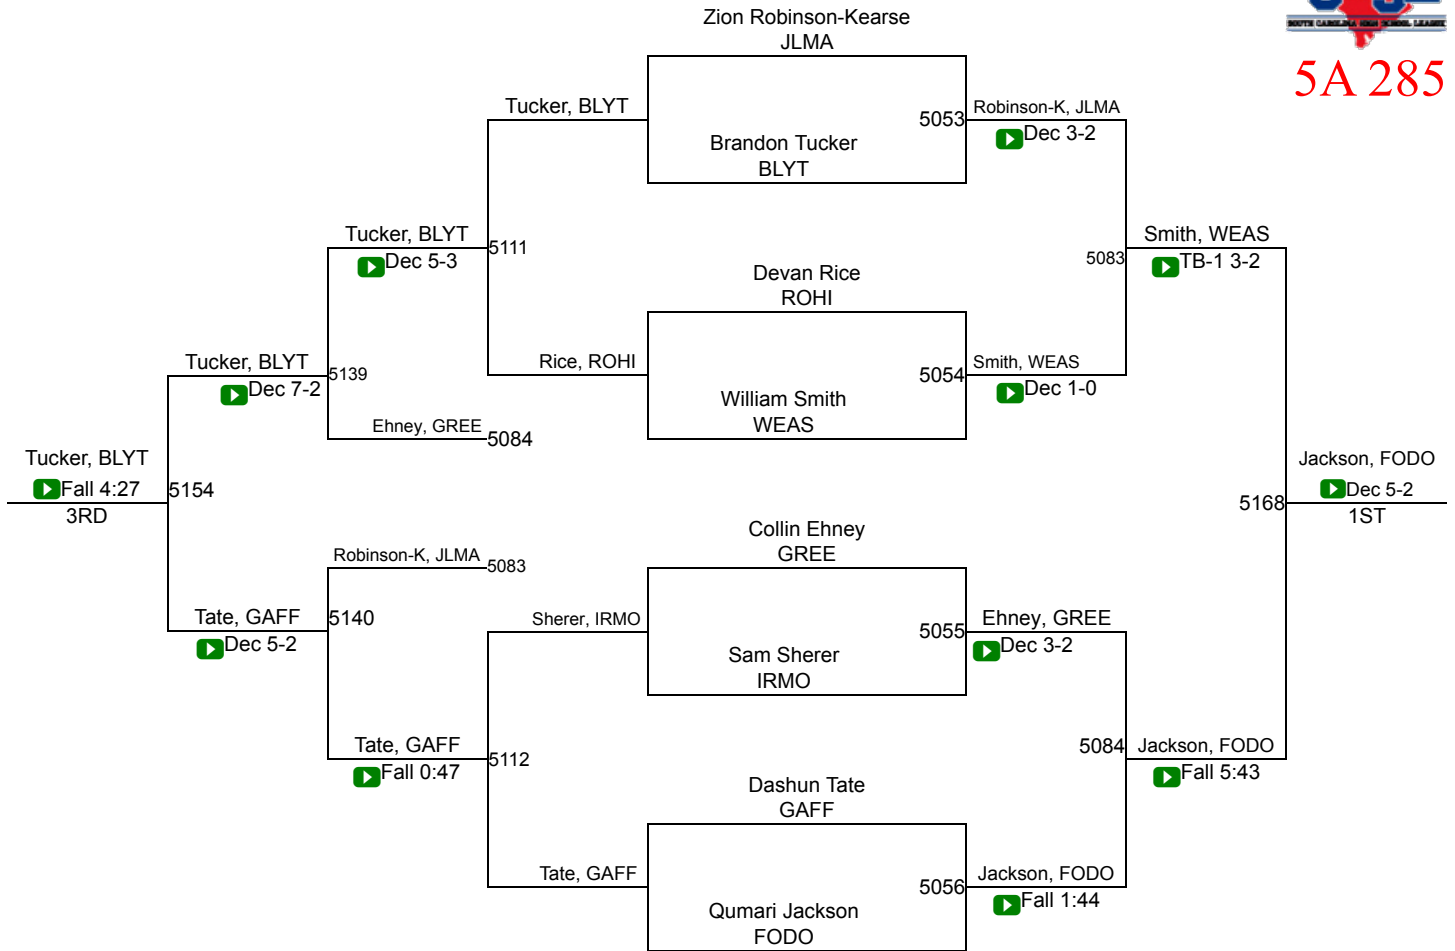 SOUTH CAROLINA HIGH SCHOOL LEAGUE
5A 285
Zion Robinson-Kearse
JLMA
Tucker, BLYT
5053
Robinson-K, JLMA
Dec 3-2
Brandon Tucker
BLYT
Tucker, BLYT
Dec 5-3
5111
Smith, WEAS
TB-1 3-2
5083
Devan Rice
ROHI
Tucker, BLYT
Dec 7-2
5139
Rice, ROHI
5054
Smith, WEAS
Dec 1-0
William Smith
WEAS
Ehney, GREE
5084
Tucker, BLYT
Fall 4:27
3RD
5154
Jackson, FODO
Dec 5-2
1ST
5168
Collin Ehney
GREE
Robinson-K, JLMA
5083
Tate, GAFF
Dec 5-2
5140
Sherer, IRMO
5055
Ehney, GREE
Dec 3-2
Sam Sherer
IRMO
Tate, GAFF
Fall 0:47
5112
5084
Jackson, FODO
Fall 5:43
Dashun Tate
GAFF
Tate, GAFF
5056
Jackson, FODO
Fall 1:44
Qumari Jackson
FODO